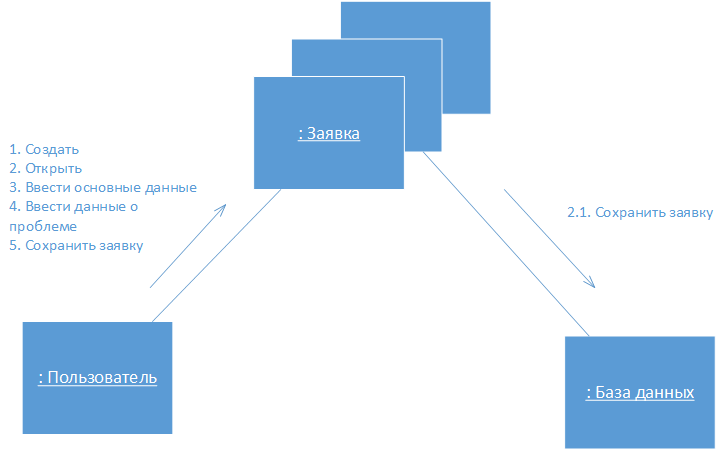 : Заявка
1. Создать
2. Открыть
3. Ввести основные данные
4. Ввести данные о
проблеме
5. Сохранить заявку
2.1. Сохранить заявку
: Пользователь
: База данных